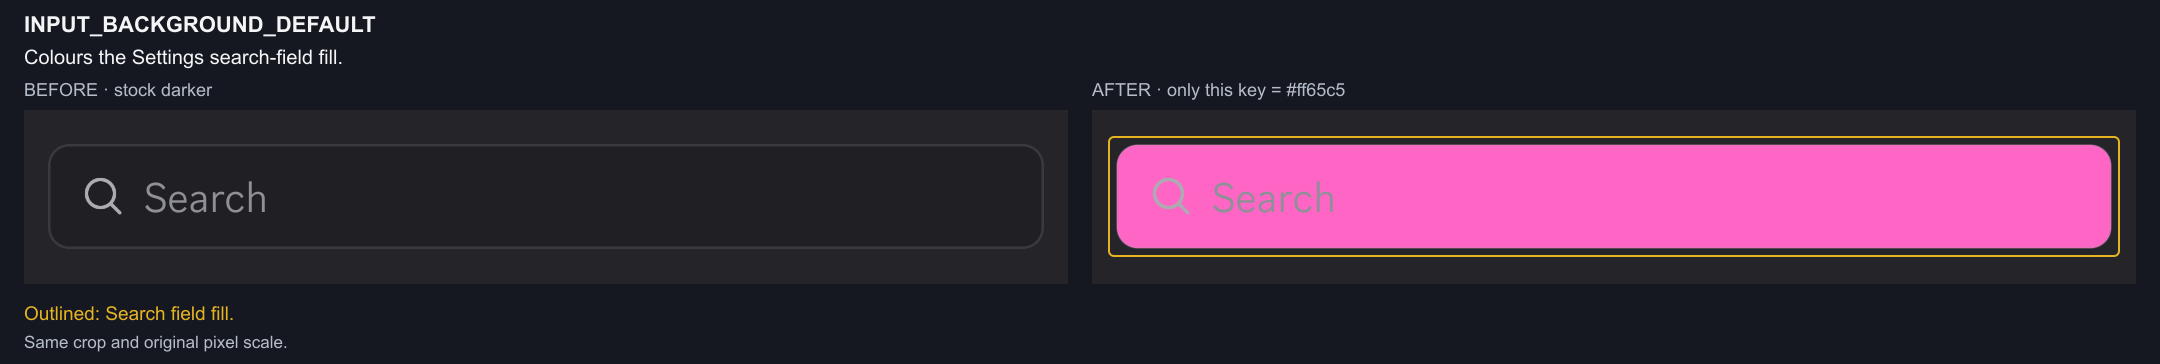 INPUT_BACKGROUND_DEFAULT
Colours the Settings search-field fill.
BEFORE · stock darker
Search
AFTER · only this key = #ff65c5
Search
Outlined: Search field fill.
Same crop and original pixel scale.